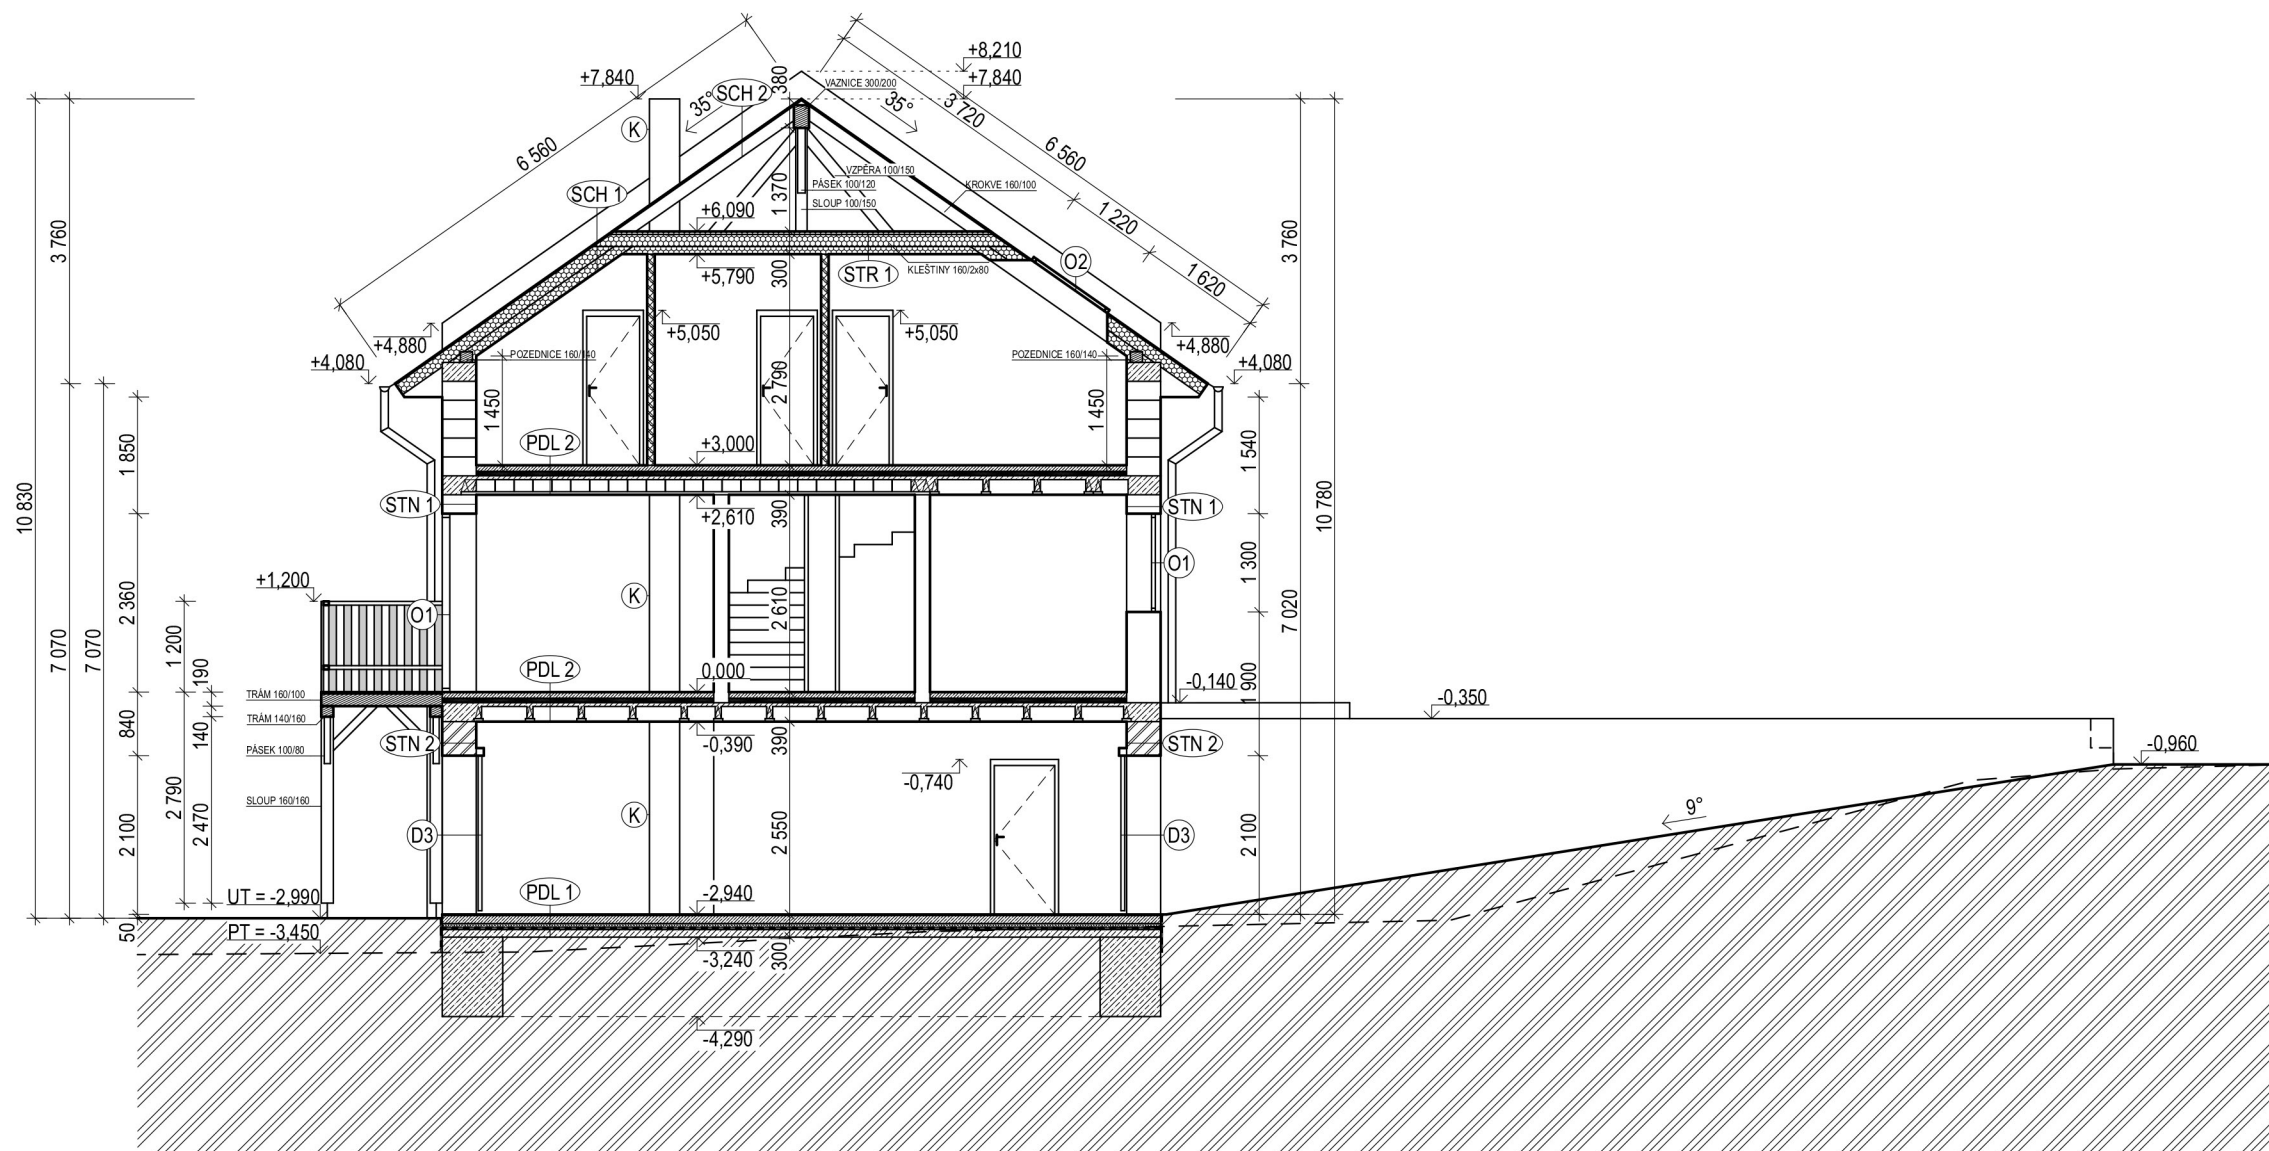 +8,210
+7,840
+7,840
380
VAZNICE 300/200
SCH 2
35°
35°
K
3 720
6 560
6 560
VZPĚRA 100/150
PÁSEK 100/120
KROKVE 160/100
SCH 1
SLOUP 100/150
1 370
+6,090
1 220
3 760
3 760
+5,790
300
STR 1
KLEŠTINY 160/2x80
O2
1 620
+5,050
+5,050
+4,880
+4,880
POZEDNICE 160/140
POZEDNICE 160/140
+4,080
+4,080
2 790
1 450
1 450
PDL 2
+3,000
1 850
1 540
10 830
10 780
STN 1
STN 1
+2,610
390
1 300
O1
+1,200
K
2 610
2 360
O1
7 070
7 070
7 020
1 200
190
PDL 2
0,000
1 900
-0,140
-0,350
TRÁM 160/100
TRÁM 140/160
840
140
STN 2
STN 2
-0,390
390
-0,960
PÁSEK 100/80
-0,740
SLOUP 160/160
2 790
2 470
2 100
D3
K
2 550
D3
2 100
9°
UT = -2,990
PDL 1
-2,940
50
PT = -3,450
-3,240
300
-4,290